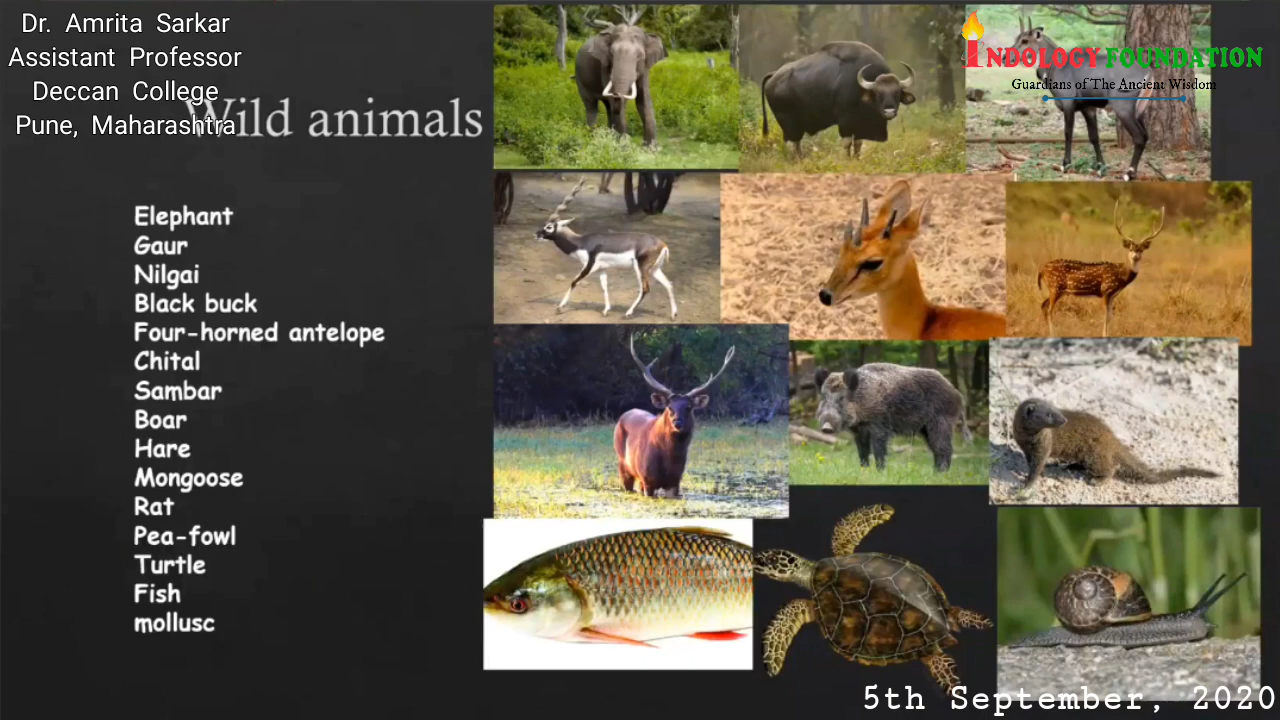 Dr. Amrita Sarkar
Assistant Professor
Deccan College
Pune, Maharashtra
Wild animals
Elephant
Gaur
Nilgai
Black buck
Four-horned antelope
Chital
Sambar
Boar
Hare
Mongoose
Rat
Pea-fowl
Turtle
Fish
mollusc
INDOLOGY FOUNDATION
Guardians of The Ancient Wisdom
5th September, 2020